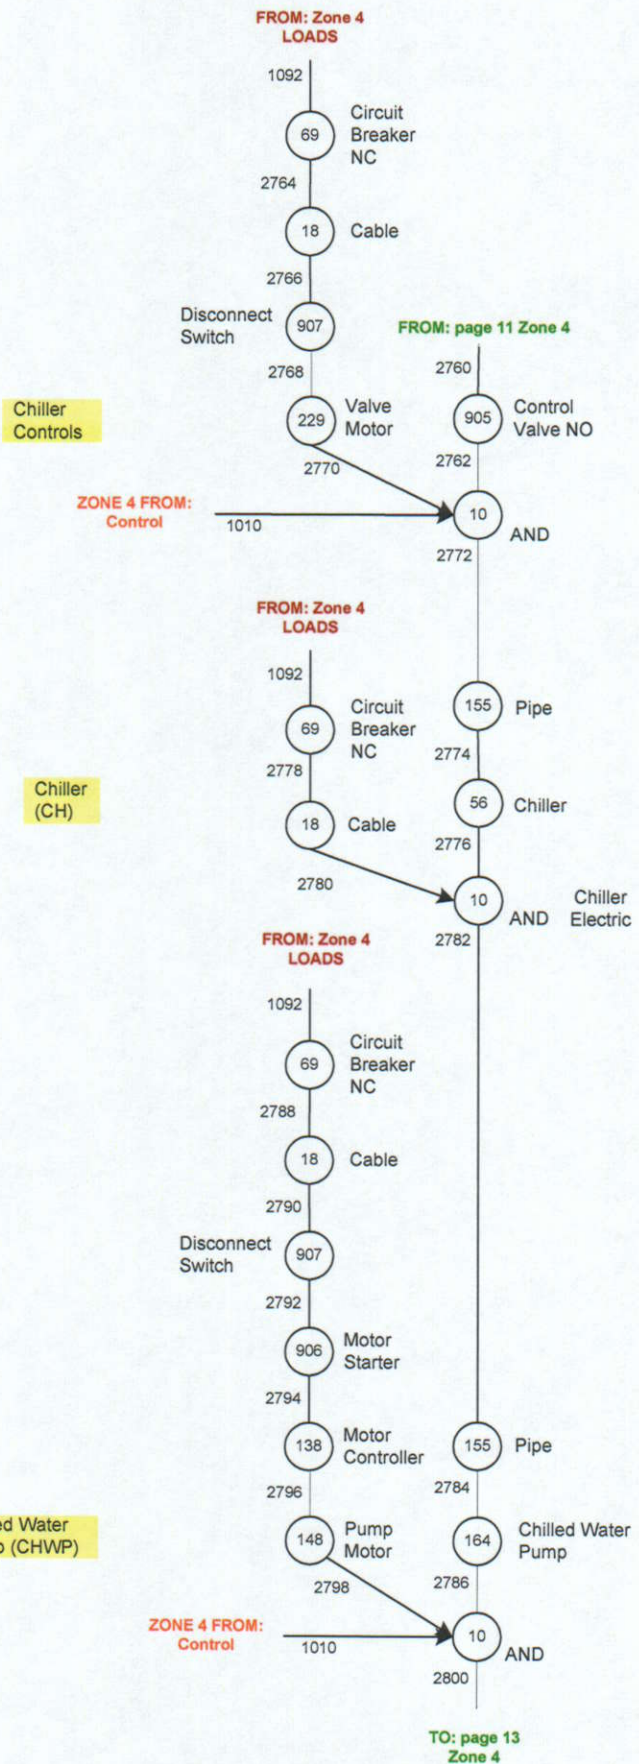 FROM: Zone 4
LOADS
1092
69
Circuit
Breaker
NC
2764
18
Cable
2766
Disconnect
Switch
907
2768
FROM: page 11 Zone 4
2760
Chiller
Controls
229
Valve
Motor
2770
905
Control
Valve NO
2762
ZONE 4 FROM:
Control
1010
10
AND
2772
FROM: Zone 4
LOADS
1092
69
Circuit
Breaker
NC
2778
155
Pipe
2774
Chiller
(CH)
18
Cable
2780
56
Chiller
2776
10
AND
Chiller
Electric
2782
FROM: Zone 4
LOADS
1092
69
Circuit
Breaker
NC
2788
18
Cable
2790
Disconnect
Switch
907
2792
906
Motor
Starter
2794
138
Motor
Controller
2796
155
Pipe
2784
ed Water
(CHWP)
148
Pump
Motor
2798
164
Chilled Water
Pump
2786
ZONE 4 FROM:
Control
1010
10
AND
2800
TO: page 13
Zone 4